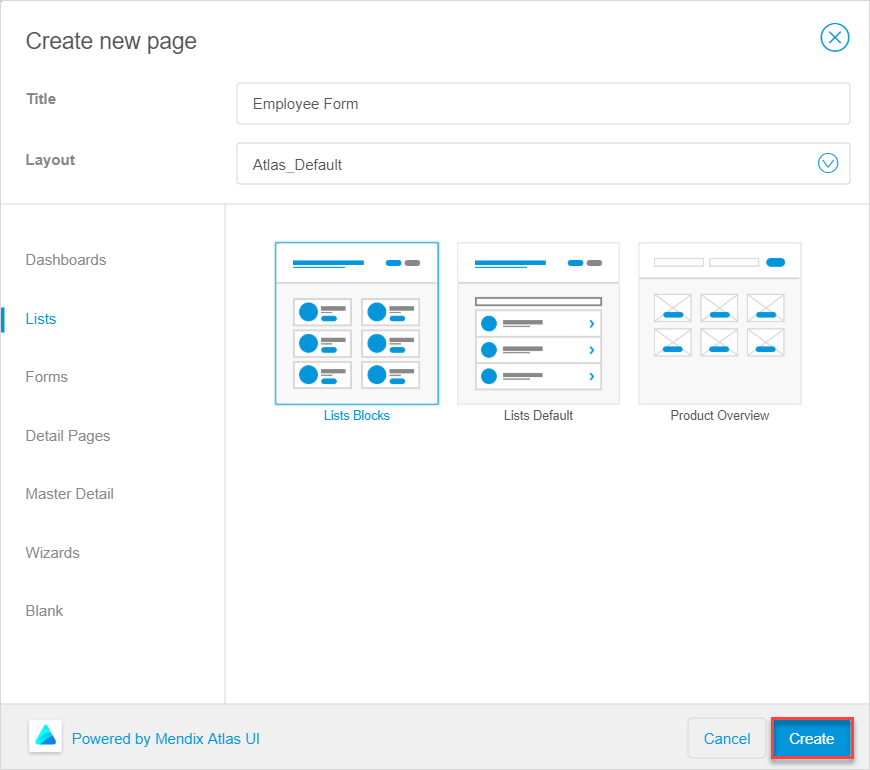 Create new page
Title
Employee Form
Layout
Atlas_Default
Dashboards
Lists
Forms
Detail Pages
Master Detail
Wizards
Blank
Lists Blocks
Lists Default
Product Overview
Powered by Mendix Atlas UI
Cancel
Create